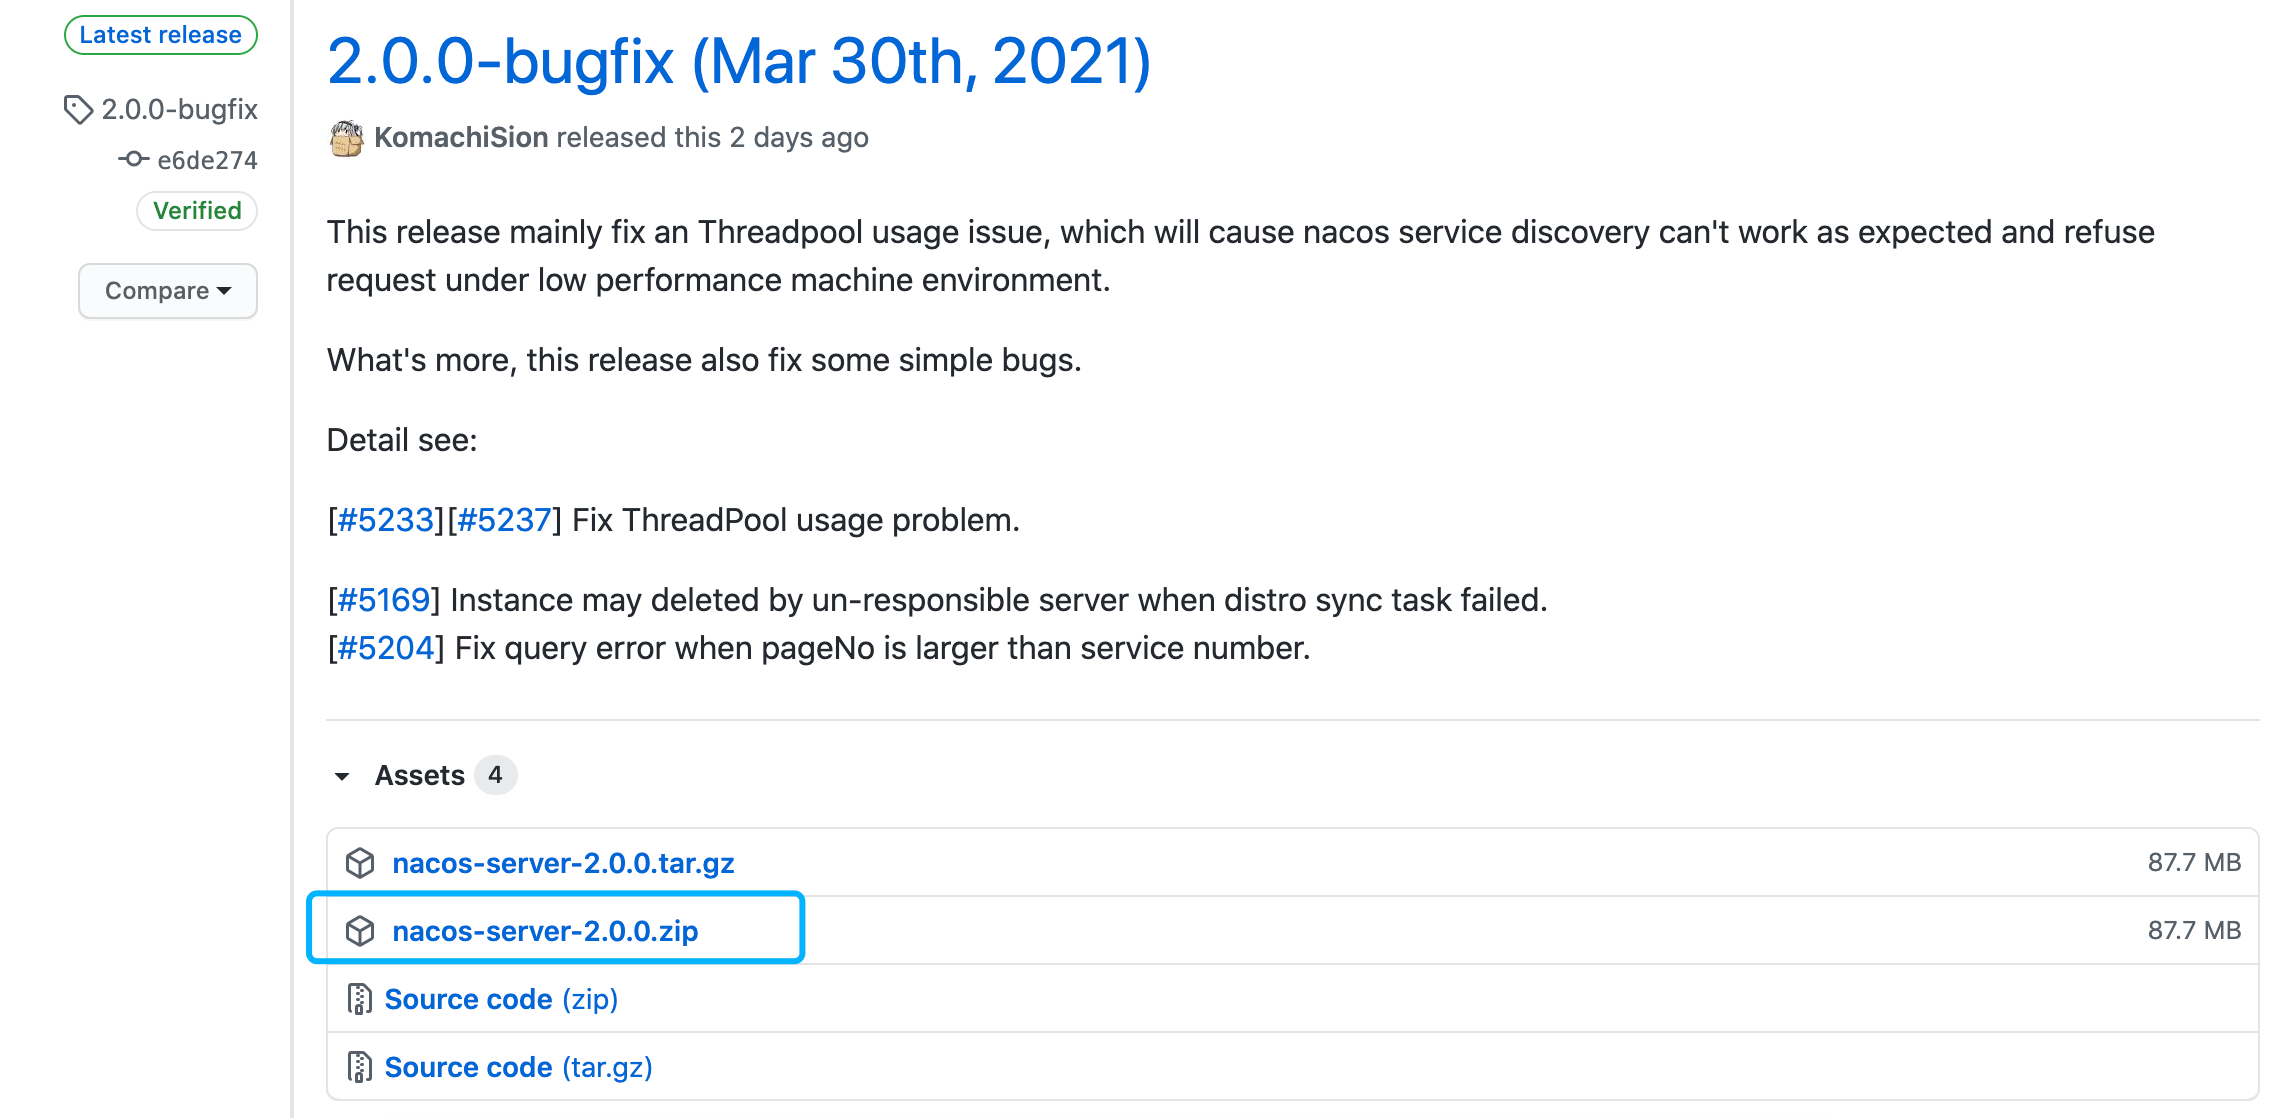 Latest release
2.0.0-bugfix
e6de274
Verified
Compare
2.0.0-bugfix (Mar 30th, 2021)
KomachiSion released this 2 days ago
This release mainly fix an Threadpool usage issue, which will cause nacos service discovery can't work as expected and refuse
request under low performance machine environment.
What's more, this release also fix some simple bugs.
Detail see:
[#5233][#5237] Fix ThreadPool usage problem.
[#5169] Instance may deleted by un-responsible server when distro sync task failed.
[#5204] Fix query error when pageNo is larger than service number.
Assets 4
nacos-server-2.0.0.tar.gz 87.7 MB
nacos-server-2.0.0.zip 87.7 MB
Source code (zip)
Source code (tar.gz)